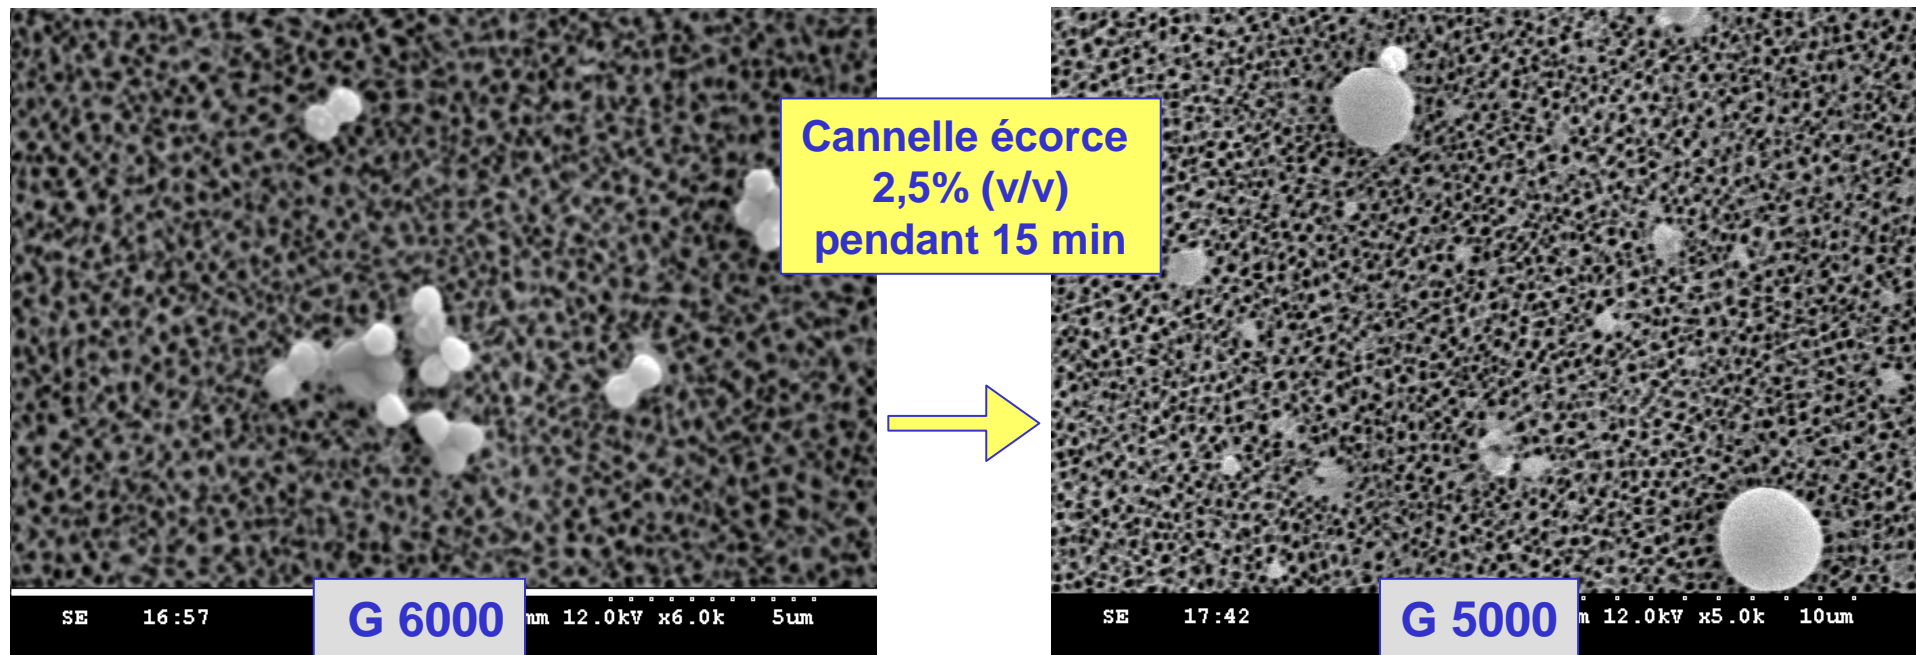 Cannelle écorce
2,5% (v/v)
pendant 15 min
SE 16:57 G 6000 mm 12.0kV x6.0k 5um
SE 17:42 G 5000 m 12.0kV x5.0k 10um